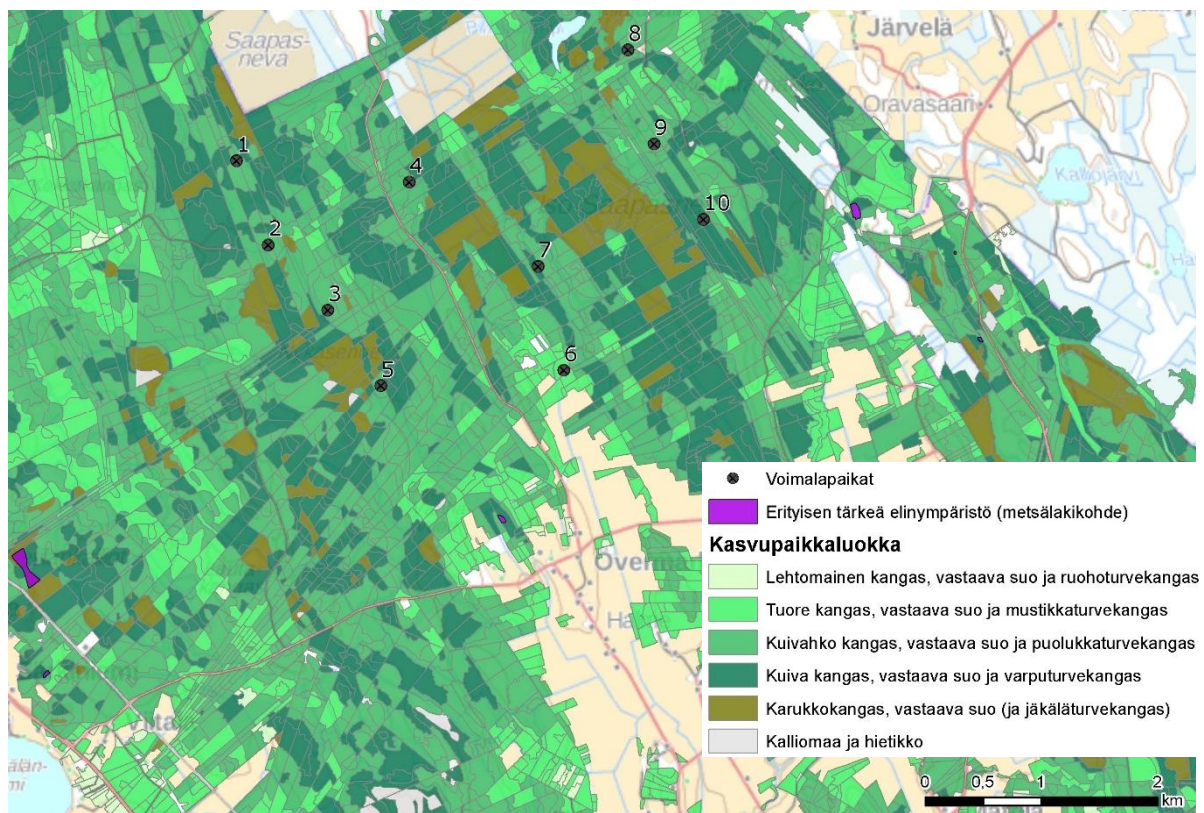 Saapas-
neva
Järvelä
Oravasaari
Kalliojärvi
8
1
9
4
10
2
7
3
6
5
Voimalapaikat
Erityisen tärkeä elinympäristö (metsälakikohde)
Kasvupaikkaluokka
Lehtomainen kangas, vastaava suo ja ruohoturvekangas
Tuore kangas, vastaava suo ja mustikkaturvekangas
Kuivahko kangas, vastaava suo ja puolukkaturvekangas
Kuiva kangas, vastaava suo ja varputurvekangas
Karukkokangas, vastaava suo (ja jäkäläturvekangas)
Kalliomaa ja hietikko
0 0,5 1 2
km